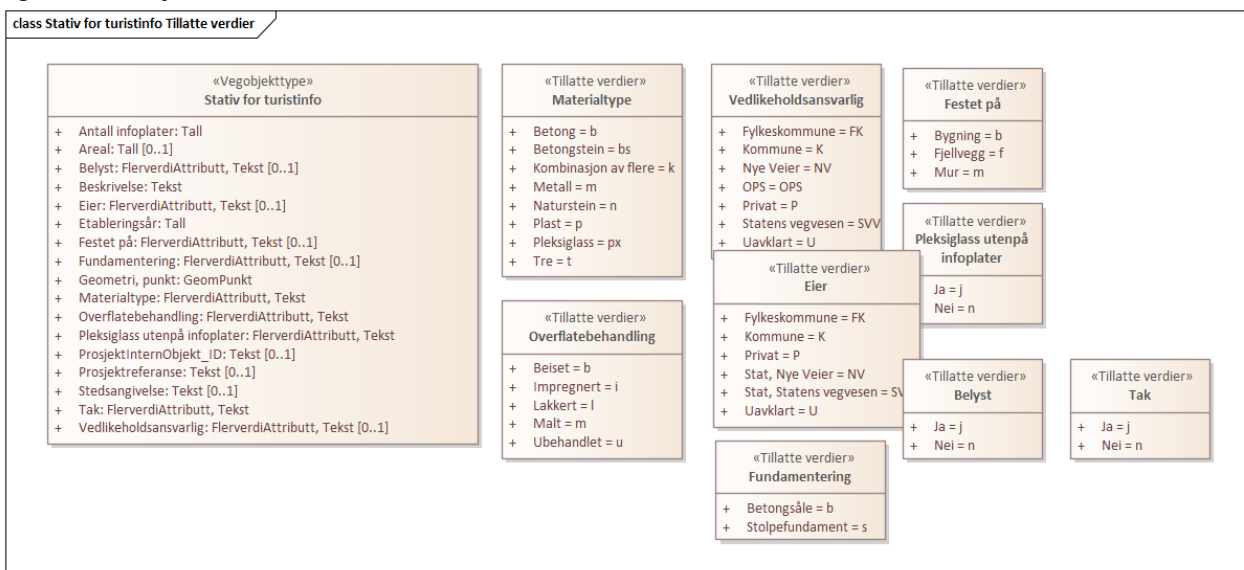 class Stativ for turistinfo Tillatte verdier
«Vegobjekttype»
Stativ for turistinfo
+ Antall infoplater: Tall
+ Areal: Tall [0..1]
+ Belyst: FlerverdiAttributt, Tekst [0..1]
+ Beskrivelse: Tekst
+ Eier: FlerverdiAttributt, Tekst [0..1]
+ Etableringsår: Tall
+ Festet på: FlerverdiAttributt, Tekst [0..1]
+ Fundamentering: FlerverdiAttributt, Tekst [0..1]
+ Geometri, punkt: GeomPunkt
+ Materialtype: FlerverdiAttributt, Tekst
+ Overflatebehandling: FlerverdiAttributt, Tekst
+ Pleksiglass utenpå infoplater: FlerverdiAttributt, Tekst
+ ProsjektInternObjekt_ID: Tekst [0..1]
+ Prosjektreferanse: Tekst [0..1]
+ Stedsangivelse: Tekst [0..1]
+ Tak: FlerverdiAttributt, Tekst
+ Vedlikeholdsansvarlig: FlerverdiAttributt, Tekst [0..1]
«Tillatte verdier»
Materialtype
+ Betong = b
+ Betongstein = bs
+ Kombinasjon av flere = k
+ Metall = m
+ Naturstein = n
+ Plast = p
+ Pleksiglass = px
+ Tre = t
«Tillatte verdier»
Overflatebehandling
+ Beiset = b
+ Impregnert = i
+ Lakkert = l
+ Malt = m
+ Ubehandlet = u
«Tillatte verdier»
Vedlikeholdsansvarlig
+ Fylkeskommune = FK
+ Kommune = K
+ Nye Veier = NV
+ OPS = OPS
+ Privat = P
+ Statens vegvesen = SVV
+ Uavklart = U
«Tillatte verdier»
Eier
+ Fylkeskommune = FK
+ Kommune = K
+ Privat = P
+ Stat, Nye Veier = NV
+ Stat, Statens vegvesen =
+ Uavklart = U
«Tillatte verdier»
Fundamentering
+ Betongsåle = b
+ Stolpefundament = s
«Tillatte verdier»
Festet på
+ Bygning = b
+ Fjellvegg = f
+ Mur = m
«Tillatte verdier»
Pleksiglass utenpå
infoplater
Ja = j
Nei = n
«Tillatte verdier»
Belyst
+ Ja = j
+ Nei = n
«Tillatte verdier»
Tak
+ Ja = j
+ Nei = n